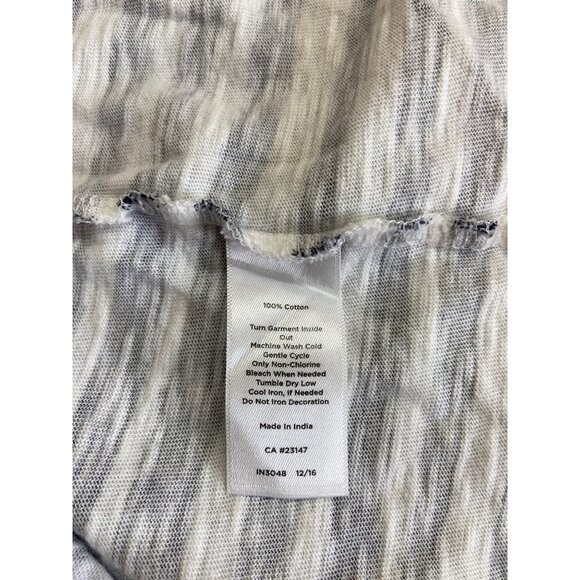 100% Cotton
Turn Garment Inside
Out
Machine Wash Cold
Gentle Cycle
Only Non-Chlorine
Bleach When Needed
Tumble Dry Low
Cool Iron, If Needed
Do Not Iron Decoration
Made In India
CA #23147
IN3048 12/16